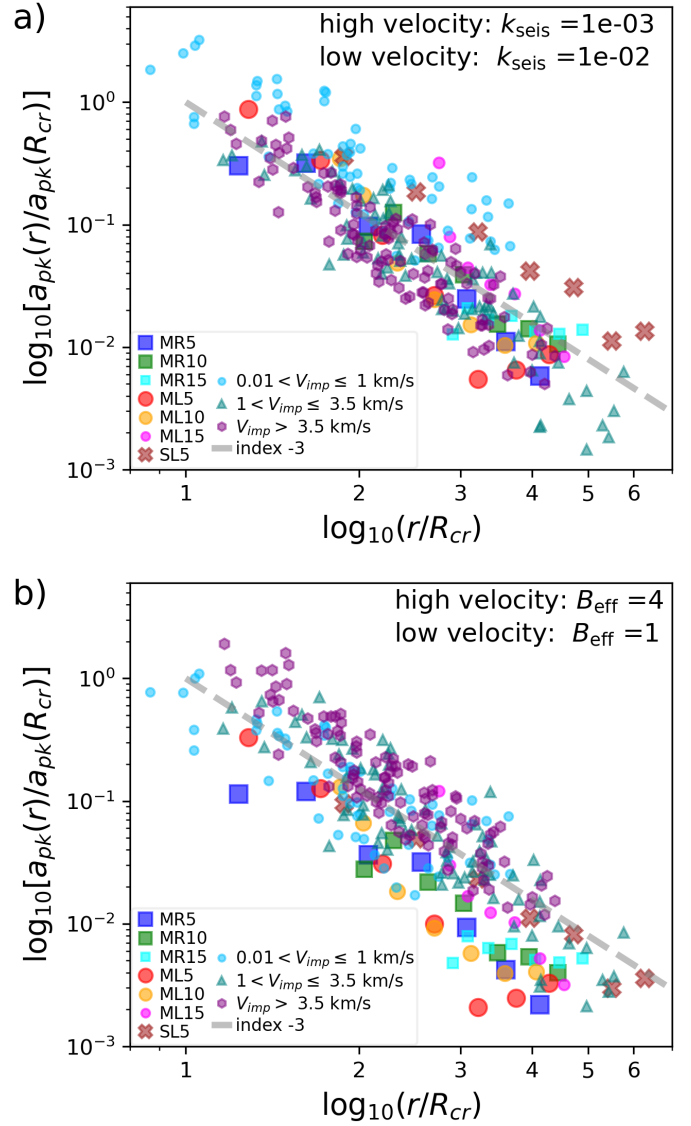 a)
high velocity: k_seis =1e-03
low velocity: k_seis =1e-02
log₁₀[a_pk(r)/a_pk(R_cr)]
10⁰
10⁻¹
10⁻²
10⁻³
MR5
MR10
MR15
ML5
ML10
ML15
SL5
0.01 < V_imp ≤ 1 km/s
1 < V_imp ≤ 3.5 km/s
V_imp > 3.5 km/s
index -3
1 2 3 4 5 6
log₁₀(r/R_cr)
b)
high velocity: B_eff =4
low velocity: B_eff =1
log₁₀[a_pk(r)/a_pk(R_cr)]
10⁰
10⁻¹
10⁻²
10⁻³
MR5
MR10
MR15
ML5
ML10
ML15
SL5
0.01 < V_imp ≤ 1 km/s
1 < V_imp ≤ 3.5 km/s
V_imp > 3.5 km/s
index -3
1 2 3 4 5 6
log₁₀(r/R_cr)